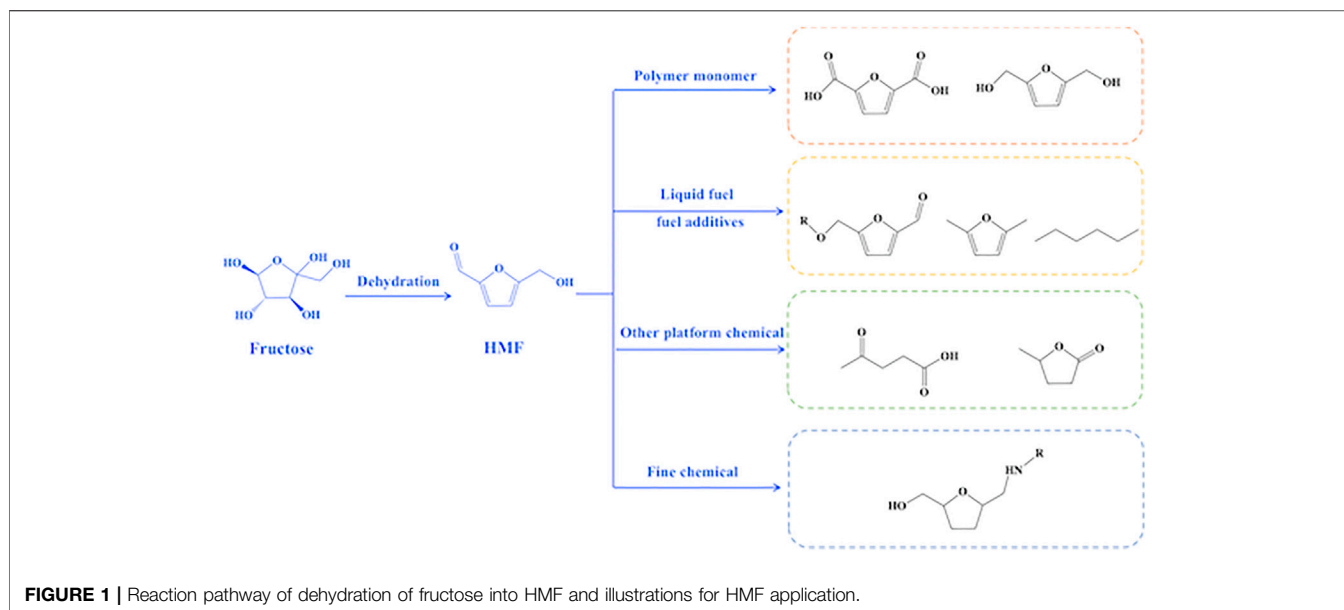 Polymer monomer
O
O
O
HO
OH
O
HO
OH
Liquid fuel
fuel additives
R
O
O
O
O
O
HO
O
OH
OH
HO
OH
Fructose
Dehydration
O
O
OH
HMF
Other platform chemical
O
OH
O
O
O
Fine chemical
R
HN
O
HO
FIGURE 1 | Reaction pathway of dehydration of fructose into HMF and illustrations for HMF application.